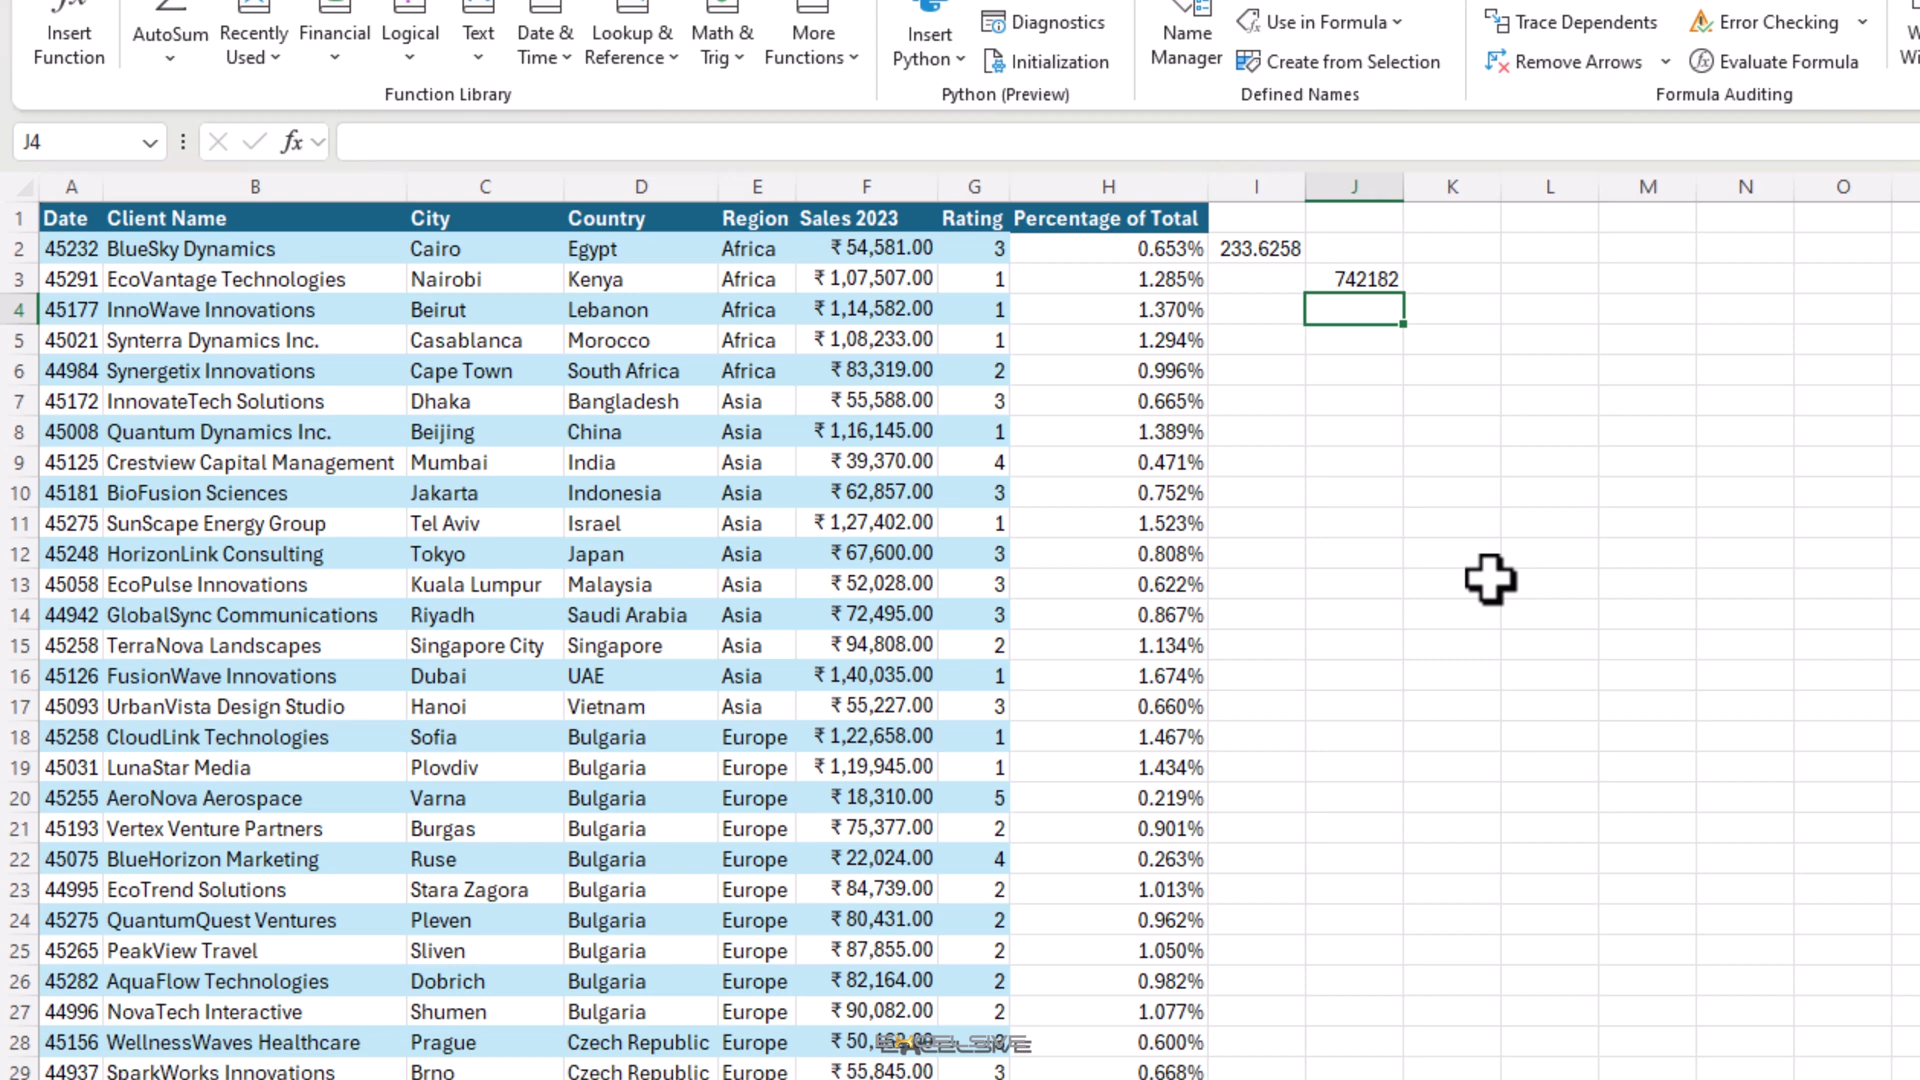 Insert Function
AutoSum
Recently Used
Financial
Logical
Text
Date & Time
Lookup & Reference
Math & Trig
More Functions
Function Library
Insert Python
Diagnostics
Initialization
Python (Preview)
Name Manager
Use in Formula
Create from Selection
Defined Names
Trace Dependents
Remove Arrows
Error Checking
Evaluate Formula
Formula Auditing
J4
fx
A B C D E F G H I J K L M N O
1 Date Client Name City Country Region Sales 2023 Rating Percentage of Total
2 45232 BlueSky Dynamics Cairo Egypt Africa ₹ 54,581.00 3 0.653% 233.6258
3 45291 EcoVantage Technologies Nairobi Kenya Africa ₹ 1,07,507.00 1 1.285% 742182
4 45177 InnoWave Innovations Beirut Lebanon Africa ₹ 1,14,582.00 1 1.370%
5 45021 Synterra Dynamics Inc. Casablanca Morocco Africa ₹ 1,08,233.00 1 1.294%
6 44984 Synergetix Innovations Cape Town South Africa Africa ₹ 83,319.00 2 0.996%
7 45172 InnovateTech Solutions Dhaka Bangladesh Asia ₹ 55,588.00 3 0.665%
8 45008 Quantum Dynamics Inc. Beijing China Asia ₹ 1,16,145.00 1 1.389%
9 45125 Crestview Capital Management Mumbai India Asia ₹ 39,370.00 4 0.471%
10 45181 BioFusion Sciences Jakarta Indonesia Asia ₹ 62,857.00 3 0.752%
11 45275 SunScape Energy Group Tel Aviv Israel Asia ₹ 1,27,402.00 1 1.523%
12 45248 HorizonLink Consulting Tokyo Japan Asia ₹ 67,600.00 3 0.808%
13 45058 EcoPulse Innovations Kuala Lumpur Malaysia Asia ₹ 52,028.00 3 0.622%
14 44942 GlobalSync Communications Riyadh Saudi Arabia Asia ₹ 72,495.00 3 0.867%
15 45258 TerraNova Landscapes Singapore City Singapore Asia ₹ 94,808.00 2 1.134%
16 45126 FusionWave Innovations Dubai UAE Asia ₹ 1,40,035.00 1 1.674%
17 45093 UrbanVista Design Studio Hanoi Vietnam Asia ₹ 55,227.00 3 0.660%
18 45258 CloudLink Technologies Sofia Bulgaria Europe ₹ 1,22,658.00 1 1.467%
19 45031 LunaStar Media Plovdiv Bulgaria Europe ₹ 1,19,945.00 1 1.434%
20 45255 AeroNova Aerospace Varna Bulgaria Europe ₹ 18,310.00 5 0.219%
21 45193 Vertex Venture Partners Burgas Bulgaria Europe ₹ 75,377.00 2 0.901%
22 45075 BlueHorizon Marketing Ruse Bulgaria Europe ₹ 22,024.00 4 0.263%
23 44995 EcoTrend Solutions Stara Zagora Bulgaria Europe ₹ 84,739.00 2 1.013%
24 45275 QuantumQuest Ventures Pleven Bulgaria Europe ₹ 80,431.00 2 0.962%
25 45265 PeakView Travel Sliven Bulgaria Europe ₹ 87,855.00 2 1.050%
26 45282 AquaFlow Technologies Dobrich Bulgaria Europe ₹ 82,164.00 2 0.982%
27 44996 NovaTech Interactive Shumen Bulgaria Europe ₹ 90,082.00 2 1.077%
28 45156 WellnessWaves Healthcare Prague Czech Republic Europe 0.600%
29 44937 SparkWorks Innovations Brno Czech Republic Europe ₹ 55,845.00 3 0.668%